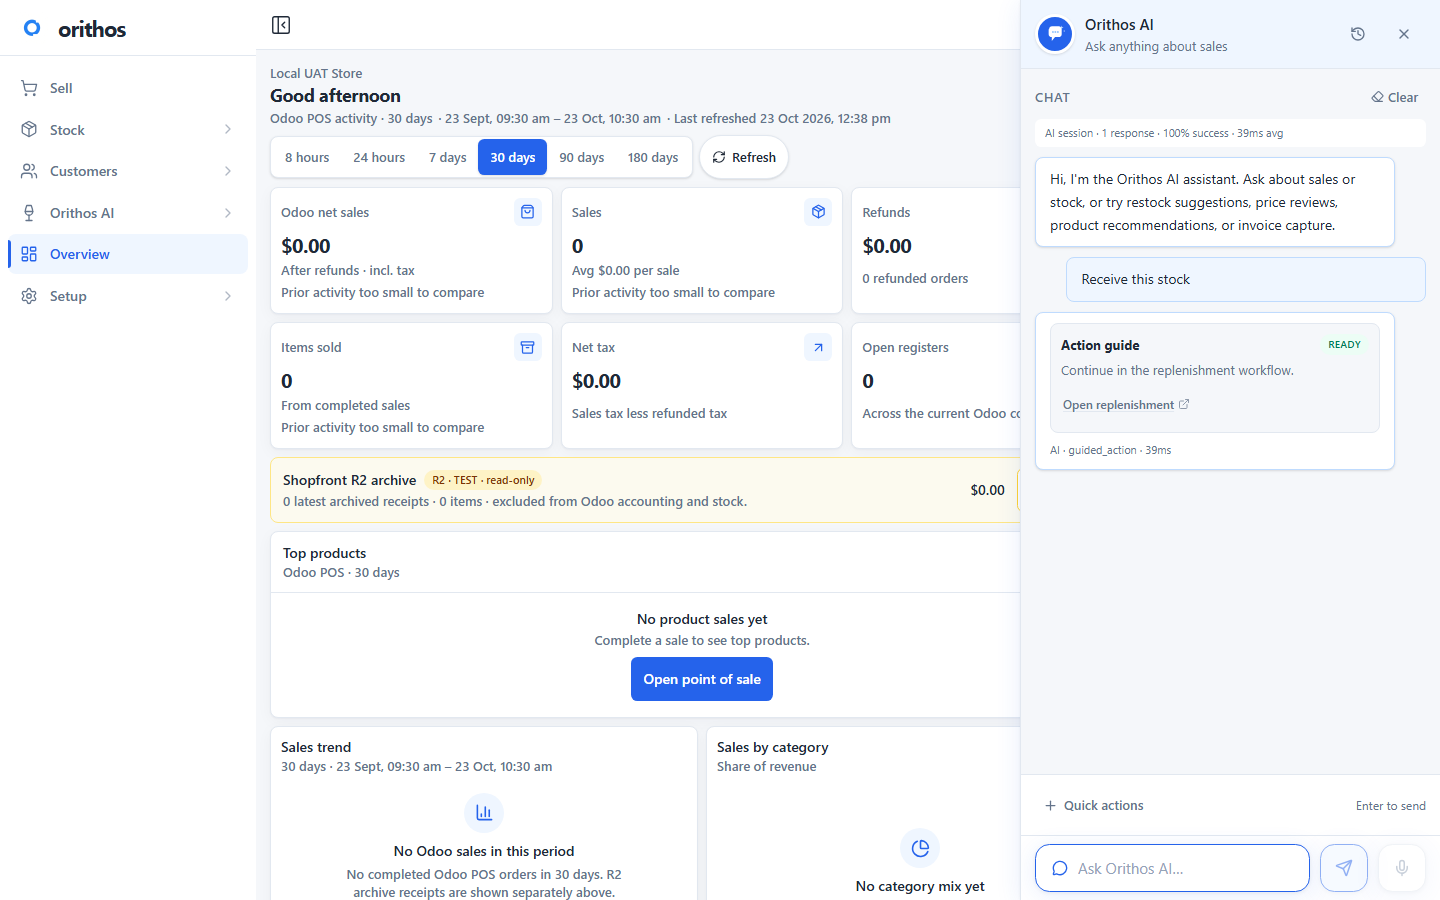 orithos
Sell
Stock
Customers
Orithos AI
Overview
Setup
Local UAT Store
Good afternoon
Odoo POS activity · 30 days · 23 Sept, 09:30 am – 23 Oct, 10:30 am · Last refreshed 23 Oct 2026, 12:38 pm
8 hours 24 hours 7 days 30 days 90 days 180 days Refresh
Odoo net sales
$0.00
After refunds · incl. tax
Prior activity too small to compare
Sales
0
Avg $0.00 per sale
Prior activity too small to compare
Refunds
$0.00
0 refunded orders
Items sold
0
From completed sales
Prior activity too small to compare
Net tax
$0.00
Sales tax less refunded tax
Open registers
0
Across the current Odoo
Shopfront R2 archive R2 · TEST · read-only
0 latest archived receipts · 0 items · excluded from Odoo accounting and stock.
$0.00
Top products
Odoo POS · 30 days
No product sales yet
Complete a sale to see top products.
Open point of sale
Sales trend
30 days · 23 Sept, 09:30 am – 23 Oct, 10:30 am
No Odoo sales in this period
No completed Odoo POS orders in 30 days. R2
archive receipts are shown separately above.
Sales by category
Share of revenue
No category mix yet
Orithos AI
Ask anything about sales
CHAT
Clear
AI session · 1 response · 100% success · 39ms avg
Hi, I'm the Orithos AI assistant. Ask about sales or
stock, or try restock suggestions, price reviews,
product recommendations, or invoice capture.
Receive this stock
Action guide
READY
Continue in the replenishment workflow.
Open replenishment
AI · guided_action · 39ms
Quick actions
Enter to send
Ask Orithos AI...